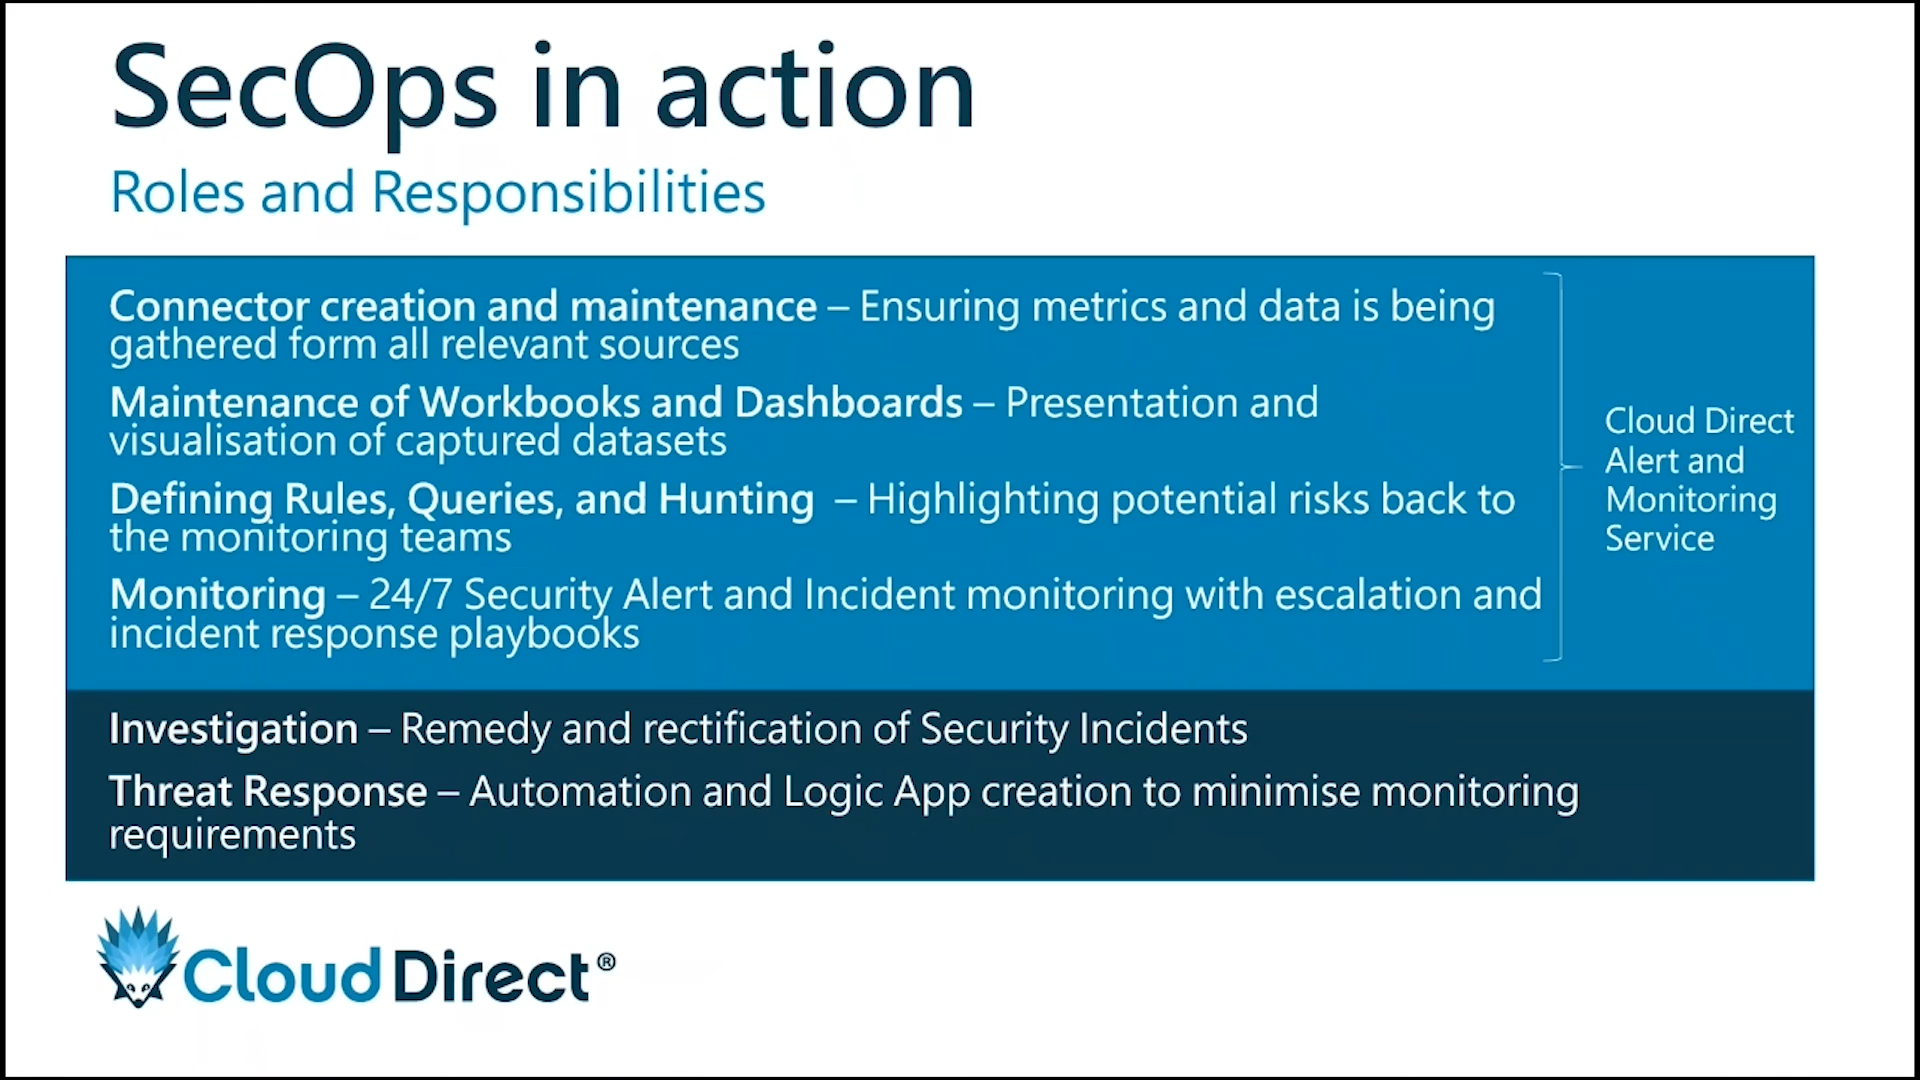 SecOps in action
Roles and Responsibilities
Connector creation and maintenance – Ensuring metrics and data is being
gathered form all relevant sources
Maintenance of Workbooks and Dashboards – Presentation and
visualisation of captured datasets
Defining Rules, Queries, and Hunting – Highlighting potential risks back to
the monitoring teams
Monitoring – 24/7 Security Alert and Incident monitoring with escalation and
incident response playbooks
Cloud Direct
Alert and
Monitoring
Service
Investigation – Remedy and rectification of Security Incidents
Threat Response – Automation and Logic App creation to minimise monitoring
requirements
Cloud Direct®